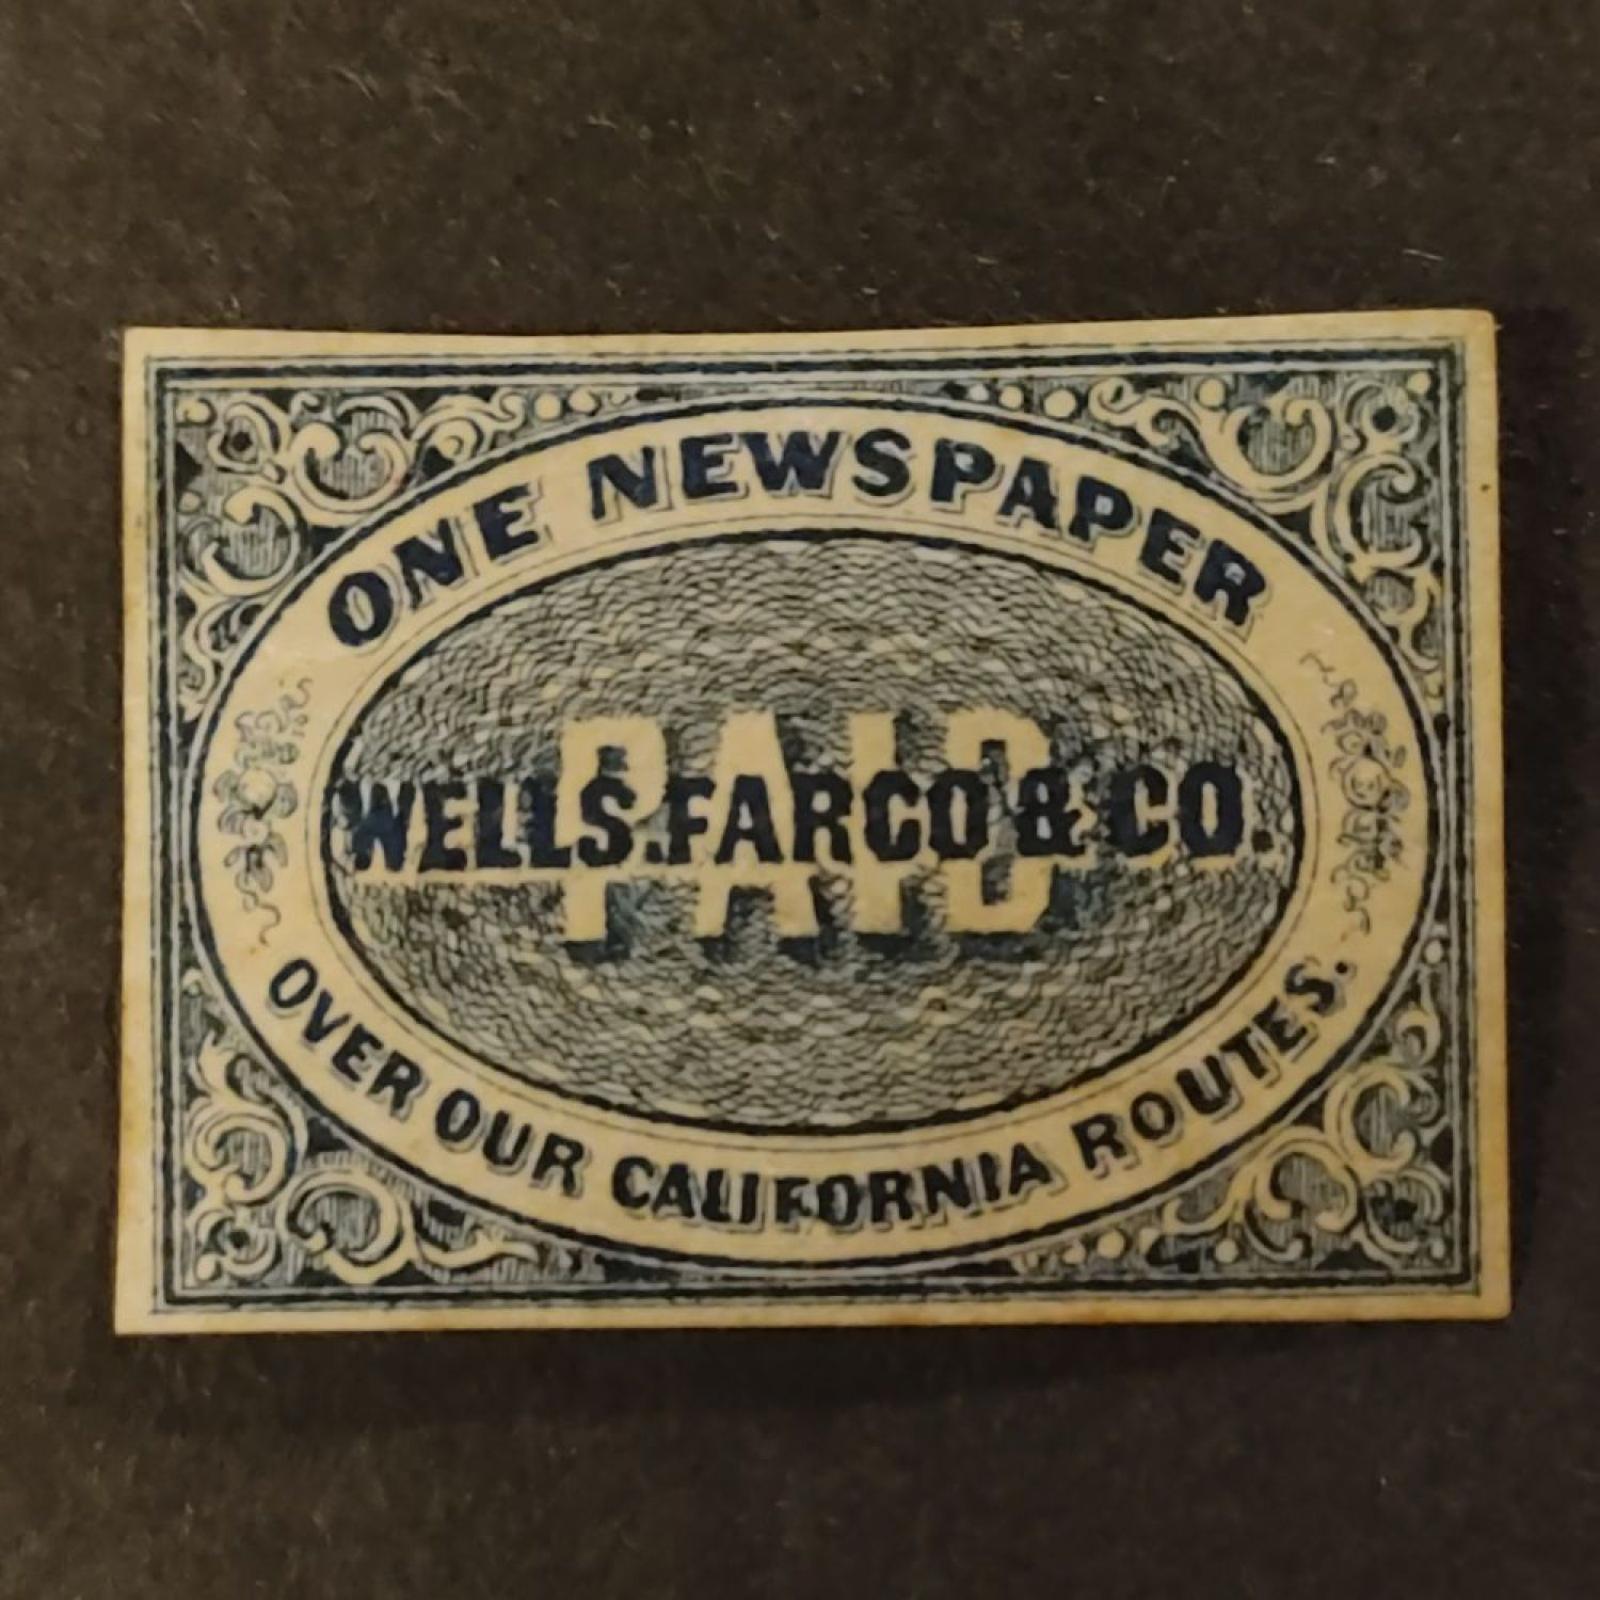 ONE NEWSPAPER
PAID
WELLS.FARGO & CO.
OVER OUR CALIFORNIA ROUTES.